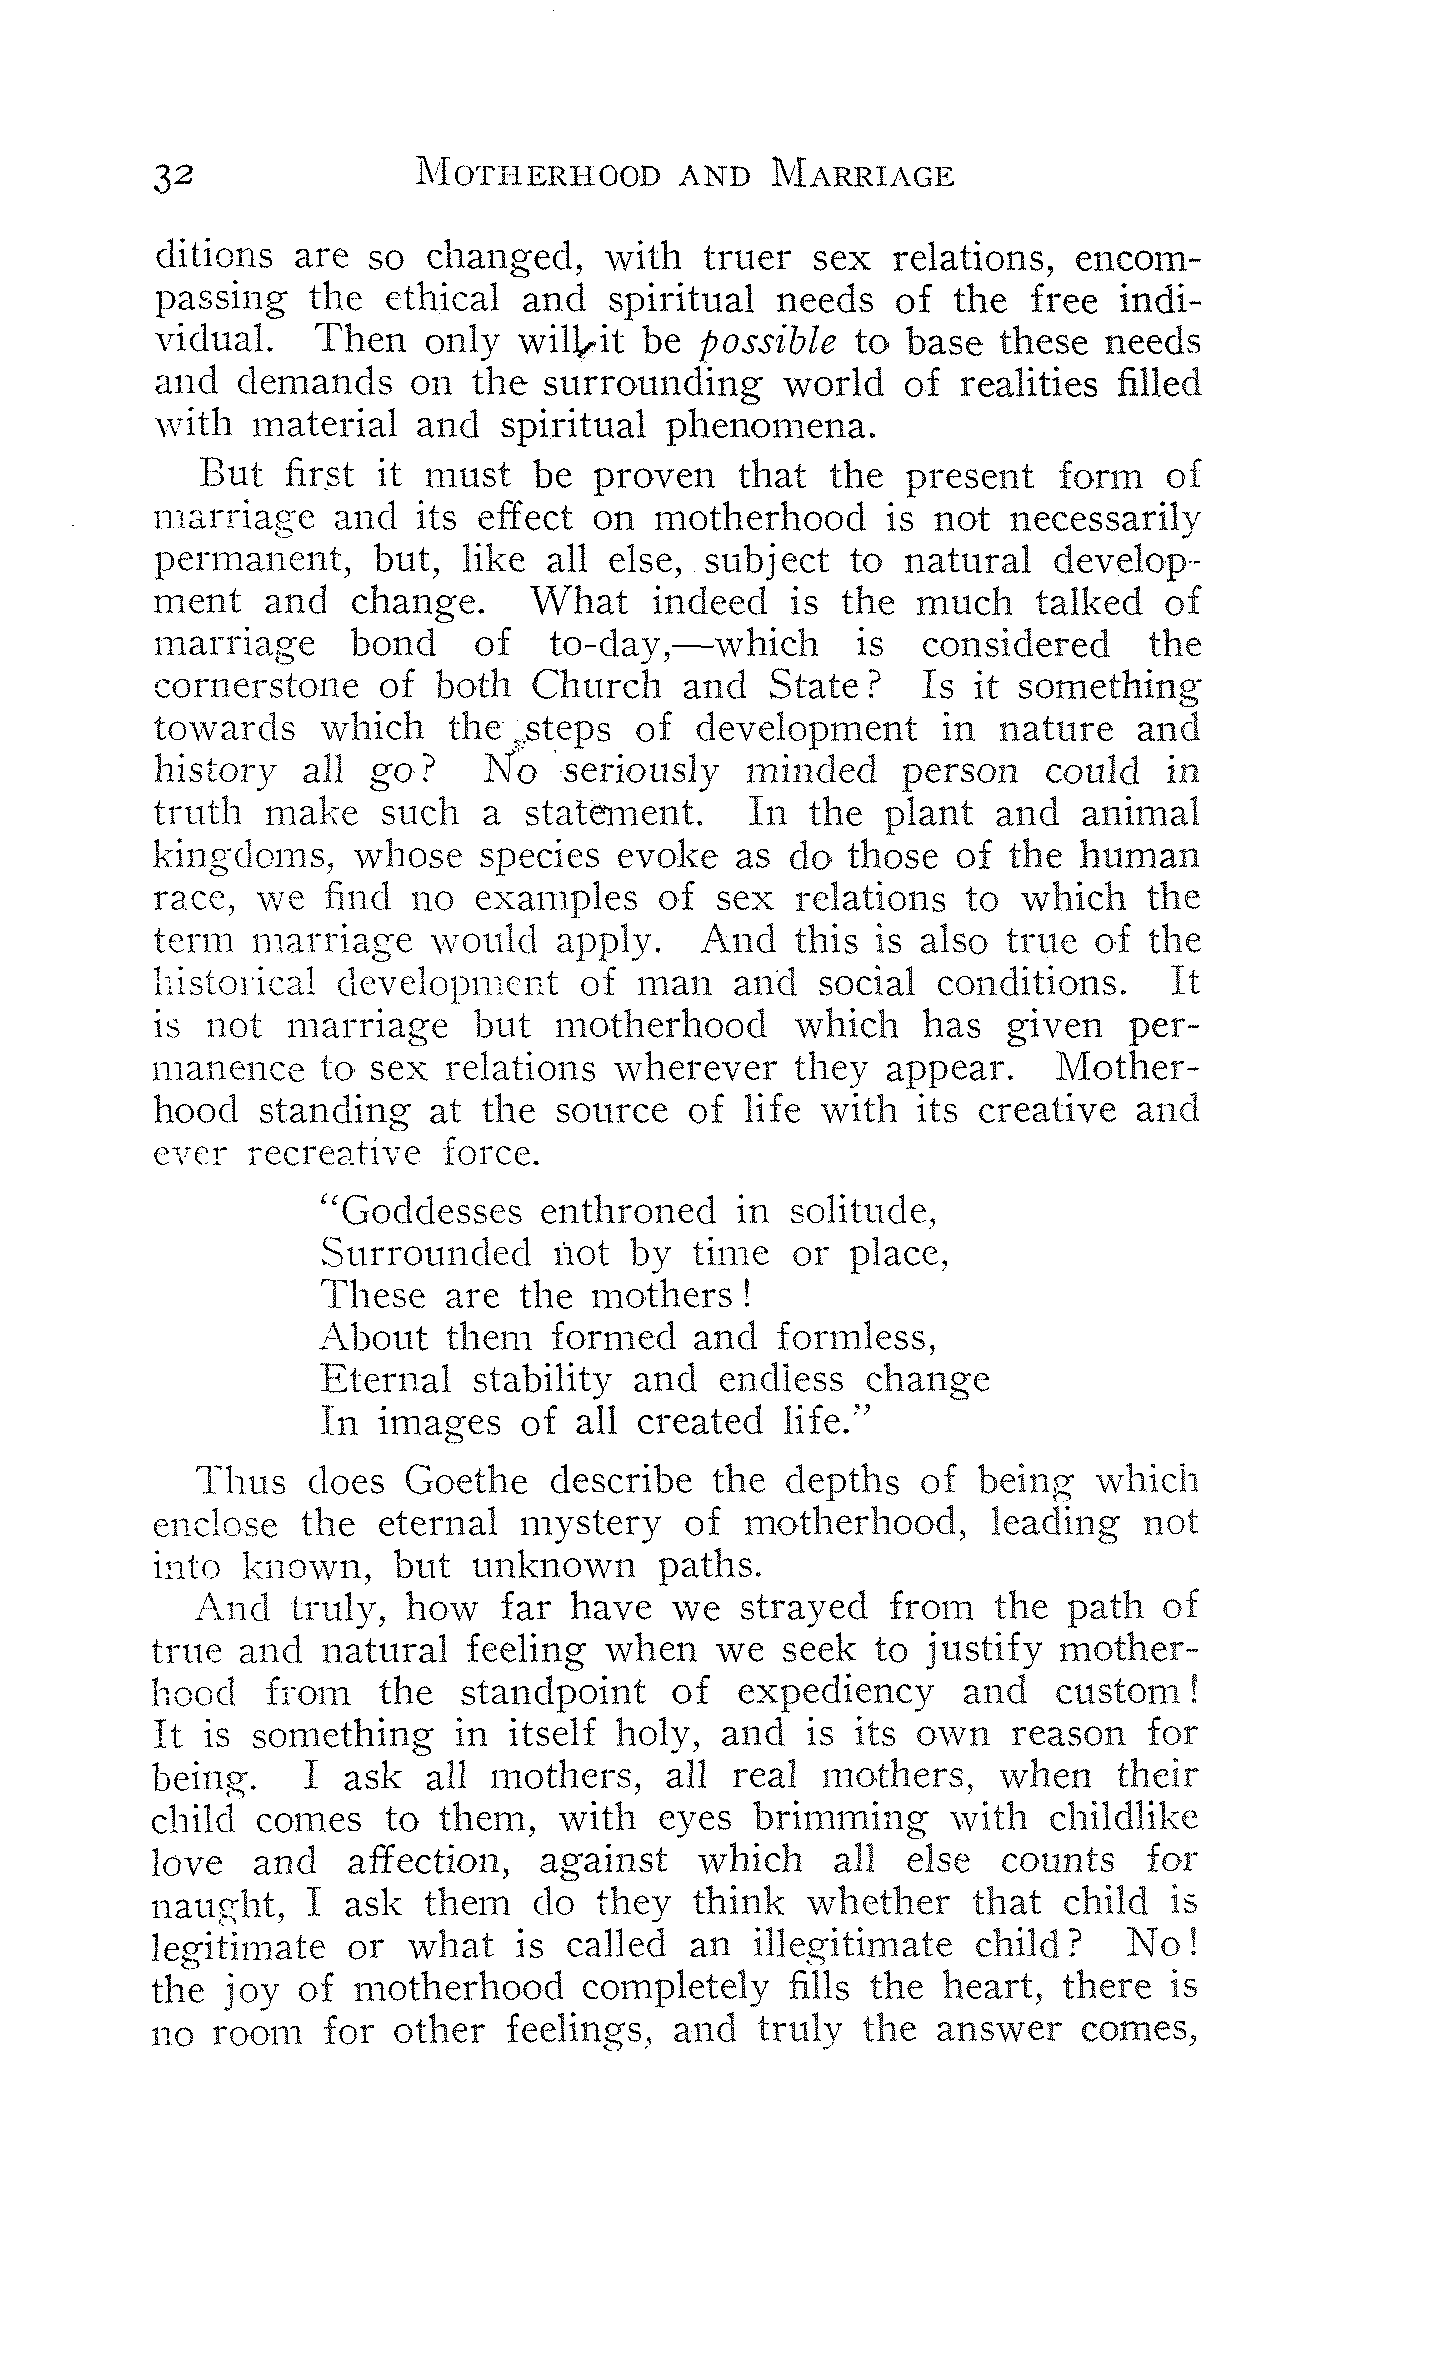 32 MOTHERHOOD AND MARRIAGE
ditions are so changed, with truer sex relations, encom-
passing the ethical and spiritual needs of the free indi-
vidual. Then only will it be possible to base these needs
and demands on the surrounding world of realities filled
with material and spiritual phenomena.
But first it must be proven that the present form of
marriage and its effect on motherhood is not necessarily
permanent, but, like all else, subject to natural develop-
ment and change. What indeed is the much talked of
marriage bond of to-day,—which is considered the
cornerstone of both Church and State? Is it something
towards which the steps of development in nature and
history all go? No seriously minded person could in
truth make such a statement. In the plant and animal
kingdoms, whose species evoke as do those of the human
race, we find no examples of sex relations to which the
term marriage would apply. And this is also true of the
historical development of man and social conditions. It
is not marriage but motherhood which has given per-
manence to sex relations wherever they appear. Mother-
hood standing at the source of life with its creative and
ever recreative force.
"Goddesses enthroned in solitude,
Surrounded not by time or place,
These are the mothers!
About them formed and formless,
Eternal stability and endless change
In images of all created life."
Thus does Goethe describe the depths of being which
enclose the eternal mystery of motherhood, leading not
into known, but unknown paths.
And truly, how far have we strayed from the path of
true and natural feeling when we seek to justify mother-
hood from the standpoint of expediency and custom!
It is something in itself holy, and is its own reason for
being. I ask all mothers, all real mothers, when their
child comes to them, with eyes brimming with childlike
love and affection, against which all else counts for
naught, I ask them do they think whether that child is
legitimate or what is called an illegitimate child? No!
the joy of motherhood completely fills the heart, there is
no room for other feelings, and truly the answer comes,